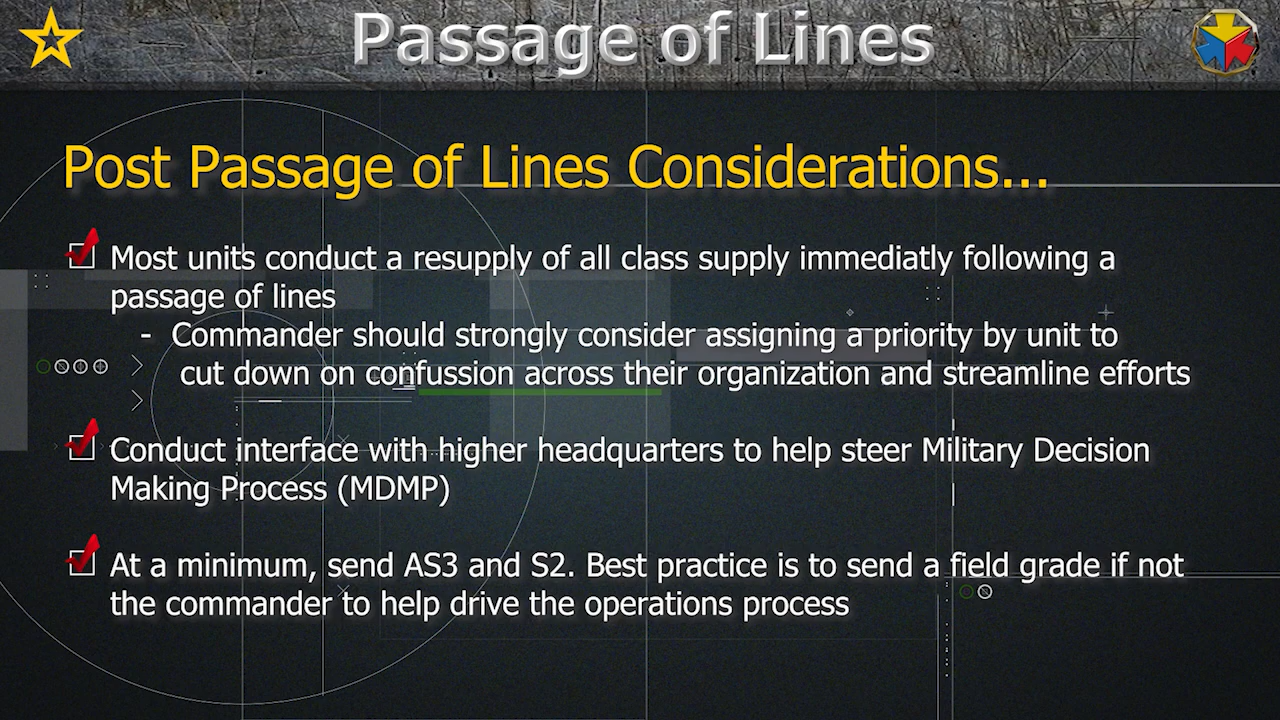 Passage of Lines
Post Passage of Lines Considerations...
Most units conduct a resupply of all class supply immediatly following a
passage of lines
- Commander should strongly consider assigning a priority by unit to
cut down on confussion across their organization and streamline efforts
Conduct interface with higher headquarters to help steer Military Decision
Making Process (MDMP)
At a minimum, send AS3 and S2. Best practice is to send a field grade if not
the commander to help drive the operations process